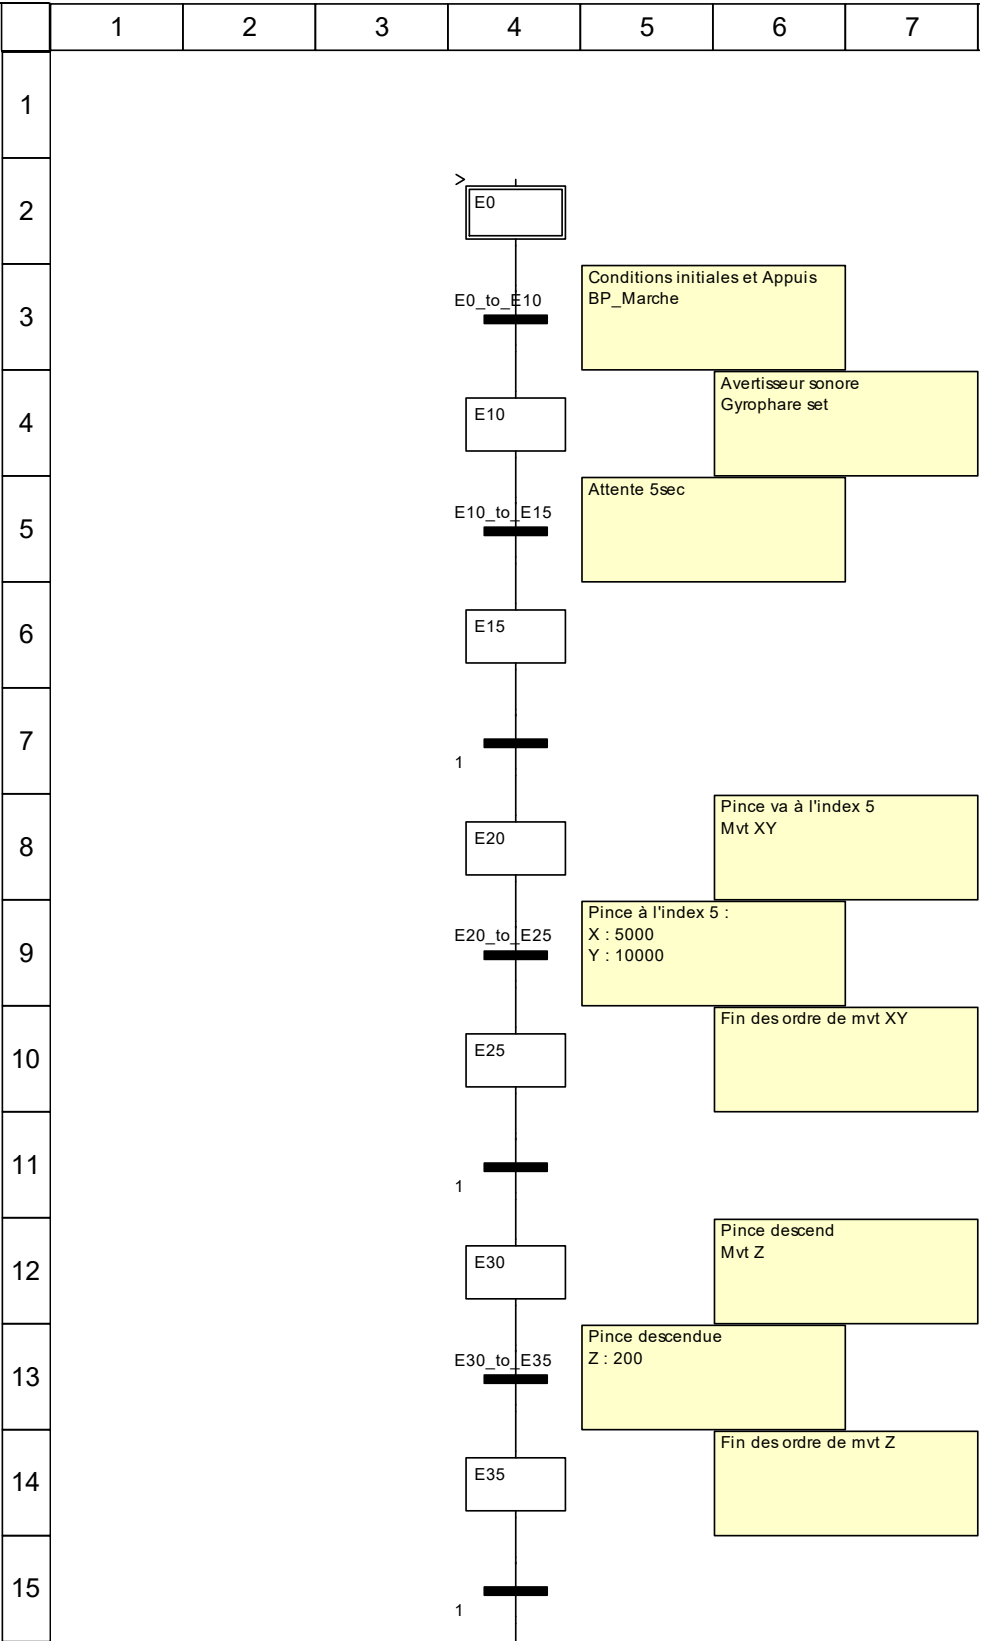 1 2 3 4 5 6 7
1
2
>
E0
3
E0_to_E10
Conditions initiales et Appuis
BP_Marche
4
E10
Avertisseur sonore
Gyrophare set
5
E10_to_E15
Attente 5sec
6
E15
7
1
8
E20
Pince va à l'index 5
Mvt XY
9
E20_to_E25
Pince à l'index 5 :
X : 5000
Y : 10000
10
E25
Fin des ordre de mvt XY
11
1
12
E30
Pince descend
Mvt Z
13
E30_to_E35
Pince descendue
Z : 200
14
E35
Fin des ordre de mvt Z
15
1